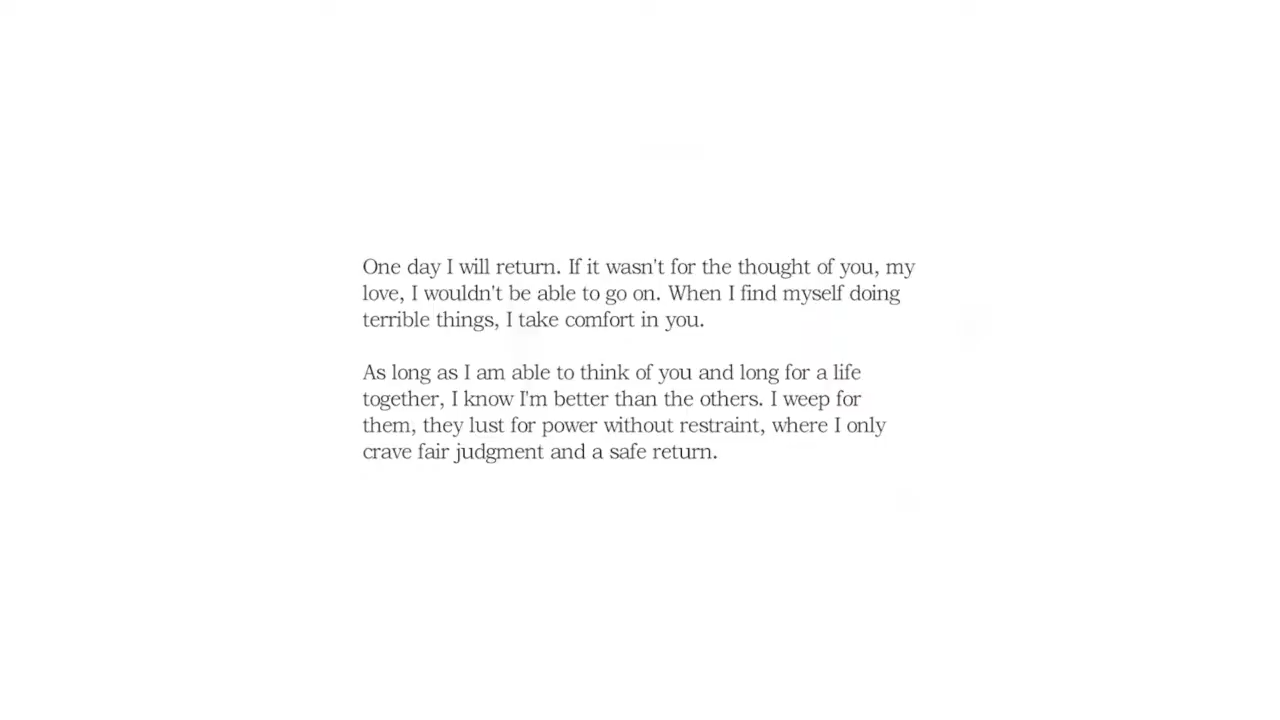 One day I will return. If it wasn't for the thought of you, my
love, I wouldn't be able to go on. When I find myself doing
terrible things, I take comfort in you.
As long as I am able to think of you and long for a life
together, I know I'm better than the others. I weep for
them, they lust for power without restraint, where I only
crave fair judgment and a safe return.